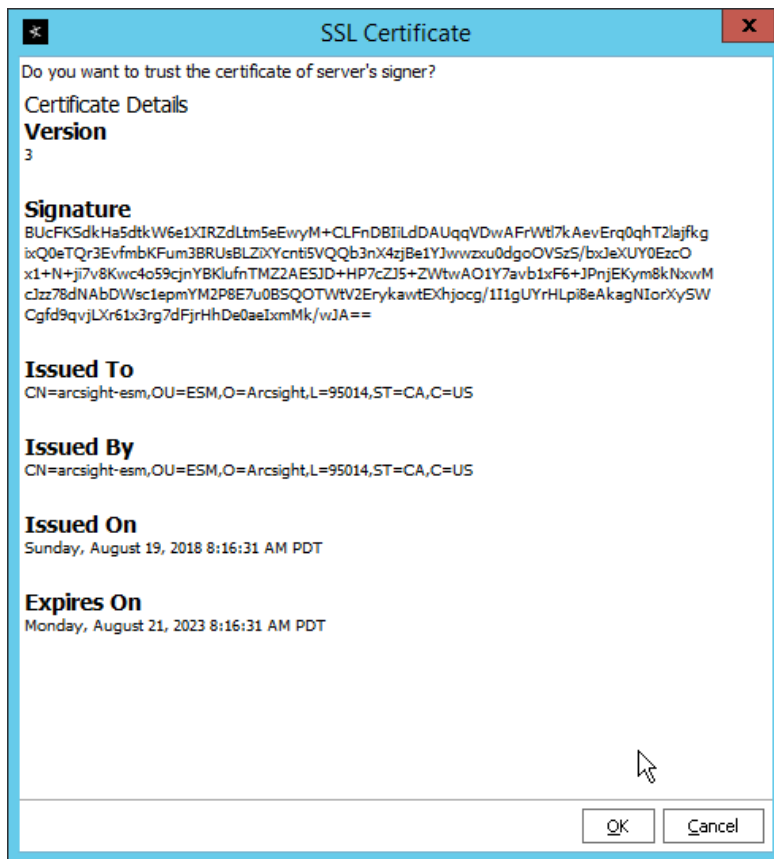 SSL Certificate
x
Do you want to trust the certificate of server's signer?
Certificate Details
Version
3
Signature
BUcFKSdkHa5dtkW6e1XIRZdLtm5eEwyM+CLFnDBIiLdDAUqqVDwAFrWtl7kAevErq0qhT2lajfkg
ixQ0eTQr3EvfmbKFum3BRUsBLZiXYcnti5VQQb3nX4zjBe1YJwwzxu0dgoOVSzS/bxJeXUY0EzcO
x1+N+ji7v8Kwc4o59cjnYBKlufnTMZ2AESJD+HP7cZJ5+ZWtwAO1Y7avb1xF6+JPnjEKym8kNxwM
cJzz78dNAbDWsc1epmYM2P8E7u0BSQOTWtV2ErykawtEXhjocg/1I1gUYrHLpi8eAkagNIorXySW
Cgfd9qvjLXr61x3rg7dFjrHhDe0aeIxmMk/wJA==
Issued To
CN=arcsight-esm,OU=ESM,O=Arcsight,L=95014,ST=CA,C=US
Issued By
CN=arcsight-esm,OU=ESM,O=Arcsight,L=95014,ST=CA,C=US
Issued On
Sunday, August 19, 2018 8:16:31 AM PDT
Expires On
Monday, August 21, 2023 8:16:31 AM PDT
OK
Cancel